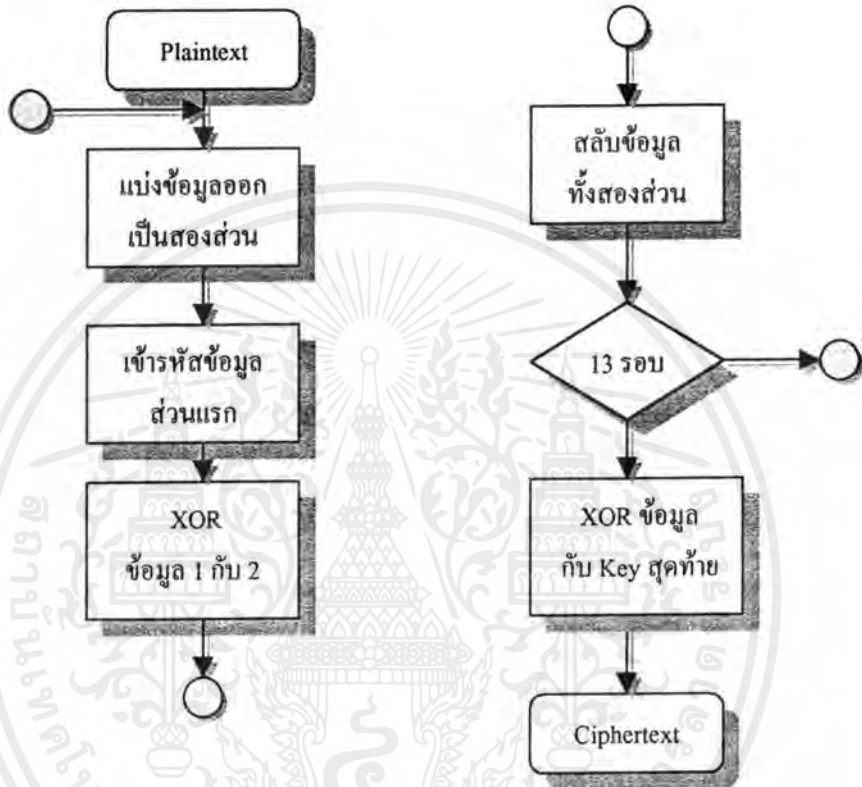 Plaintext
แบ่งข้อมูลออก
เป็นสองส่วน
เข้ารหัสข้อมูล
ส่วนแรก
XOR
ข้อมูล 1 กับ 2
สลับข้อมูล
ทั้งสองส่วน
13 รอบ
XOR ข้อมูล
กับ Key สุดท้าย
Ciphertext